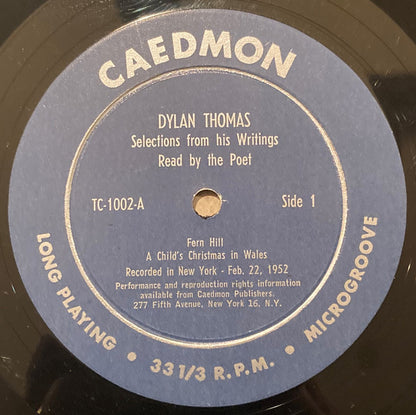 CAEDMON
DYLAN THOMAS
Selections from his Writings
Read by the Poet
TC-1002-A
Side 1
Fern Hill
A Child's Christmas in Wales
Recorded in New York - Feb. 22, 1952
Performance and reproduction rights information
available from Caedmon Publishers.
277 Fifth Avenue, New York 16. N.Y.
LONG PLAYING • 33 1/3 R.P.M. • MICROGROOVE